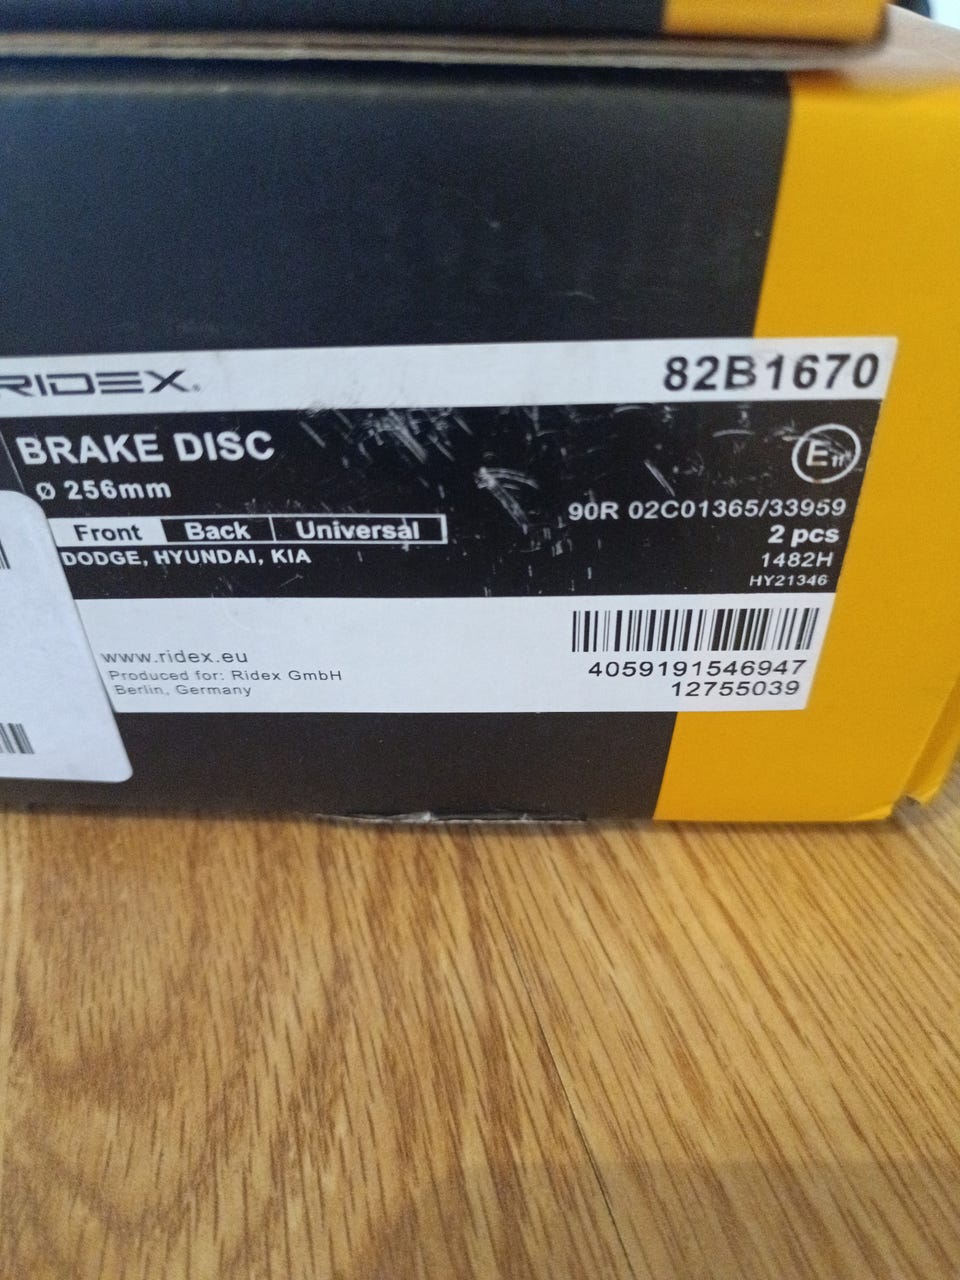 RIDEX®
82B1670
BRAKE DISC
Ø 256mm
Front Back Universal
DODGE, HYUNDAI, KIA
E11
90R 02C01365/33959
2 pcs
1482H
HY21346
www.ridex.eu
Produced for: Ridex GmbH
Berlin, Germany
4059191546947
12755039